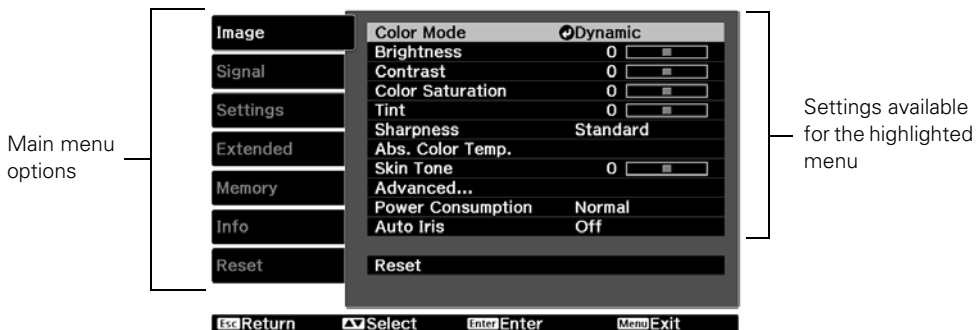 Main menu
options
Image
Signal
Settings
Extended
Memory
Info
Reset
Color Mode Dynamic
Brightness 0
Contrast 0
Color Saturation 0
Tint 0
Sharpness Standard
Abs. Color Temp.
Skin Tone 0
Advanced...
Power Consumption Normal
Auto Iris Off
Reset
Settings available
for the highlighted
menu
Esc Return Select Enter Enter Menu Exit